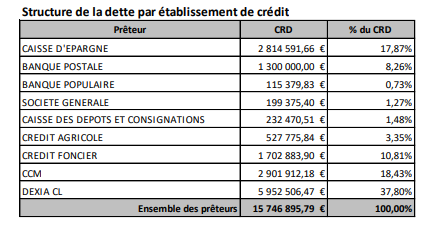 Structure de la dette par établissement de crédit
Prêteur CRD % du CRD
CAISSE D'EPARGNE 2 814 591,66 € 17,87%
BANQUE POSTALE 1 300 000,00 € 8,26%
BANQUE POPULAIRE 115 379,83 € 0,73%
SOCIETE GENERALE 199 375,40 € 1,27%
CAISSE DES DEPOTS ET CONSIGNATIONS 232 470,51 € 1,48%
CREDIT AGRICOLE 527 775,84 € 3,35%
CREDIT FONCIER 1 702 883,90 € 10,81%
CCM 2 901 912,18 € 18,43%
DEXIA CL 5 952 506,47 € 37,80%
Ensemble des prêteurs 15 746 895,79 € 100,00%